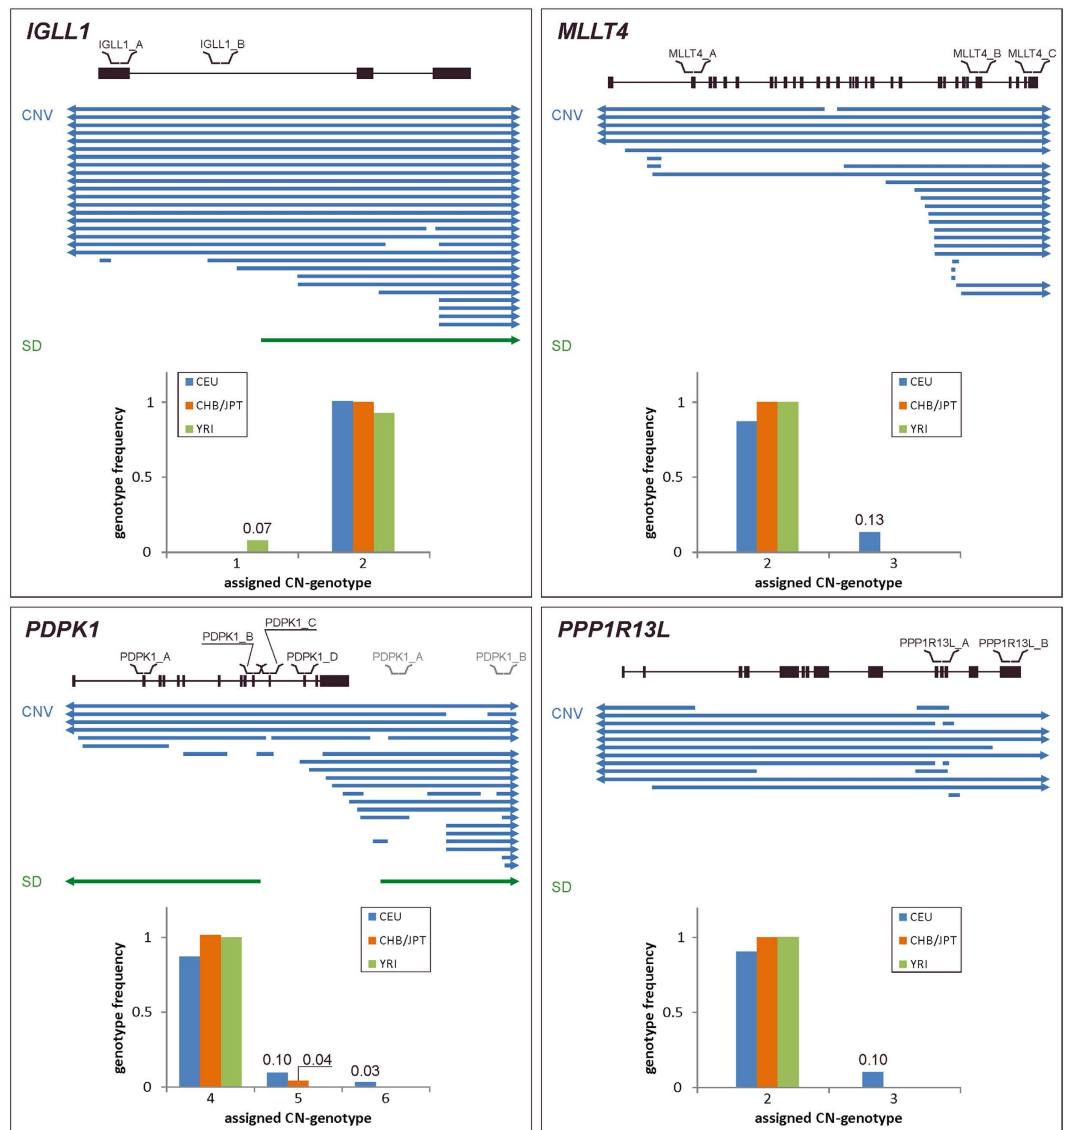 IGLL1
IGLL1_A
IGLL1_B
CNV
SD
CEU
CHB/JPT
YRI
genotype frequency
1
0.5
0
0.07
1
2
assigned CN-genotype
MLLT4
MLLT4_A
MLLT4_B
MLLT4_C
CNV
SD
CEU
CHB/JPT
YRI
genotype frequency
1
0.5
0
0.13
2
3
assigned CN-genotype
PDPK1
PDPK1_C
PDPK1_B
PDPK1_A
PDPK1_D
PDPK1_A
PDPK1_B
CNV
SD
CEU
CHB/JPT
YRI
genotype frequency
1
0.5
0
0.10
0.04
0.03
4
5
6
assigned CN-genotype
PPP1R13L
PPP1R13L_A
PPP1R13L_B
CNV
SD
CEU
CHB/JPT
YRI
genotype frequency
1
0.5
0
0.10
2
3
assigned CN-genotype